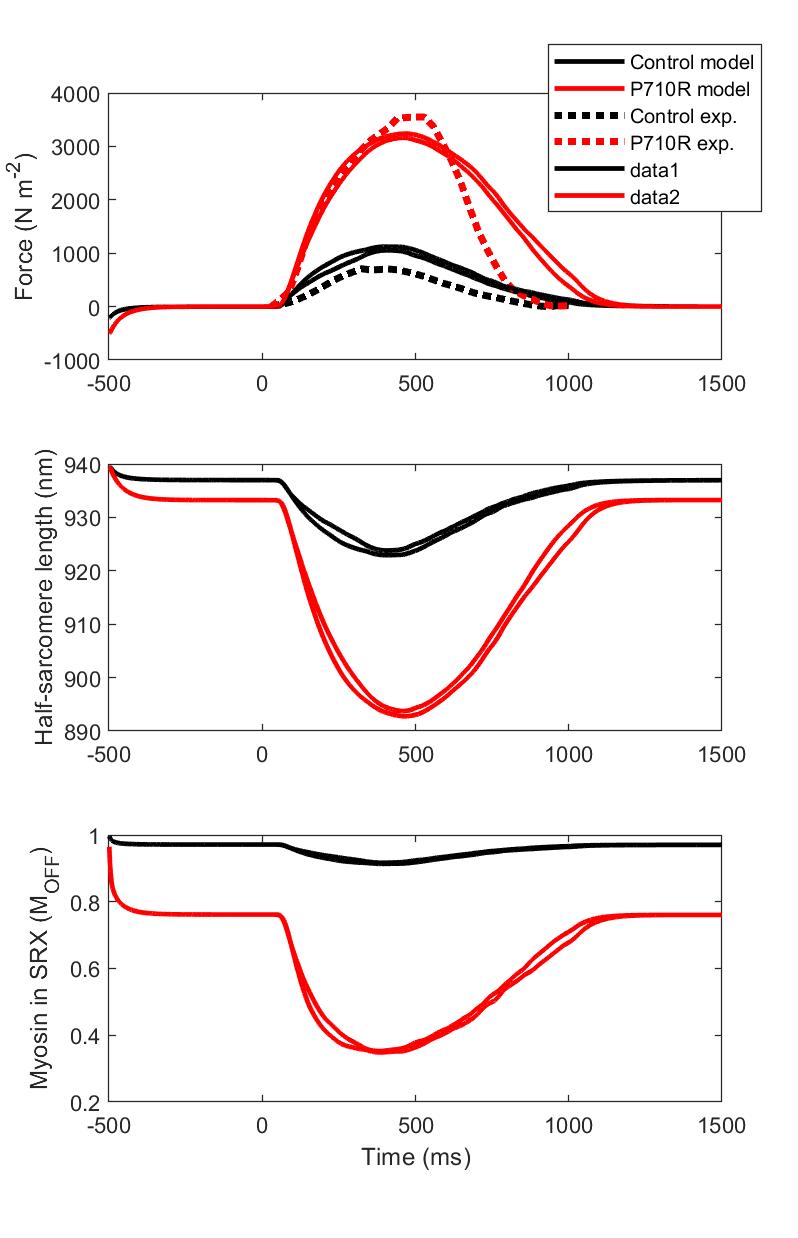 Control model
P710R model
Control exp.
P710R exp.
data1
data2
4000
3000
2000
1000
0
-1000
Force (N m-2)
-500 0 500 1000 1500
940
930
920
910
900
890
Half-sarcomere length (nm)
-500 0 500 1000 1500
1
0.8
0.6
0.4
0.2
Myosin in SRX (MOFF)
-500 0 500 1000 1500
Time (ms)